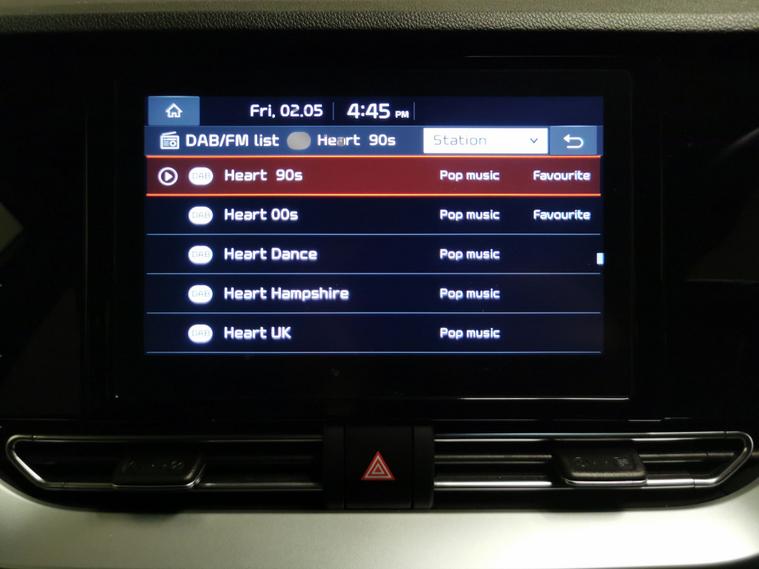 Fri, 02.05 4:45 PM
DAB/FM list Heart 90s Station
DAB Heart 90s Pop music Favourite
DAB Heart 00s Pop music Favourite
DAB Heart Dance Pop music
DAB Heart Hampshire Pop music
DAB Heart UK Pop music